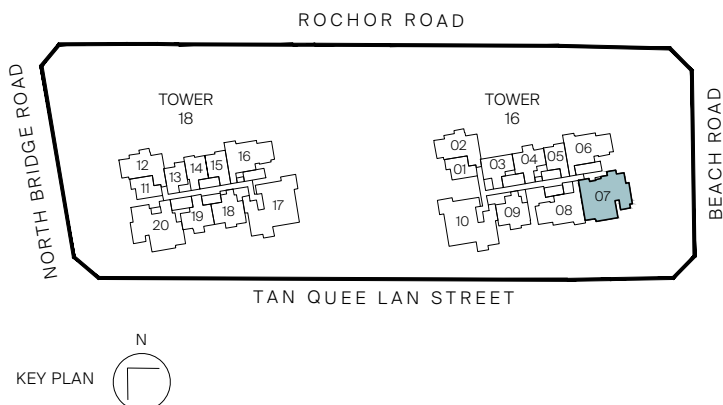 ROCHOR ROAD
NORTH BRIDGE ROAD
BEACH ROAD
TOWER
18
TOWER
16
12
11
13
14
15
16
17
18
19
20
02
01
03
04
05
06
07
08
09
10
TAN QUEE LAN STREET
N
KEY PLAN